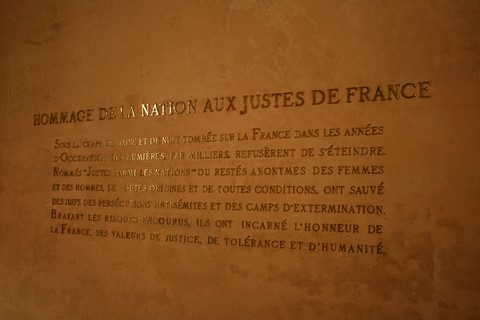 HOMMAGE DE LA NATION AUX JUSTES DE FRANCE
SOUS LA CHAPE DE HAINE ET DE NUIT TOMBÉE SUR LA FRANCE DANS LES ANNÉES
D'OCCUPATION, DES LUMIÈRES, PAR MILLIERS, REFUSÈRENT DE S'ÉTEINDRE.
NOMMÉS "JUSTES PARMI LES NATIONS" OU RESTÉS ANONYMES DES FEMMES
ET DES HOMMES, DE TOUTES ORIGINES ET DE TOUTES CONDITIONS, ONT SAUVÉ
DES JUIFS DES PERSÉCUTIONS ANTISÉMITES ET DES CAMPS D'EXTERMINATION.
BRAVANT LES RISQUES ENCOURUS, ILS ONT INCARNÉ L'HONNEUR DE
LA FRANCE, SES VALEURS DE JUSTICE, DE TOLÉRANCE ET D'HUMANITÉ.